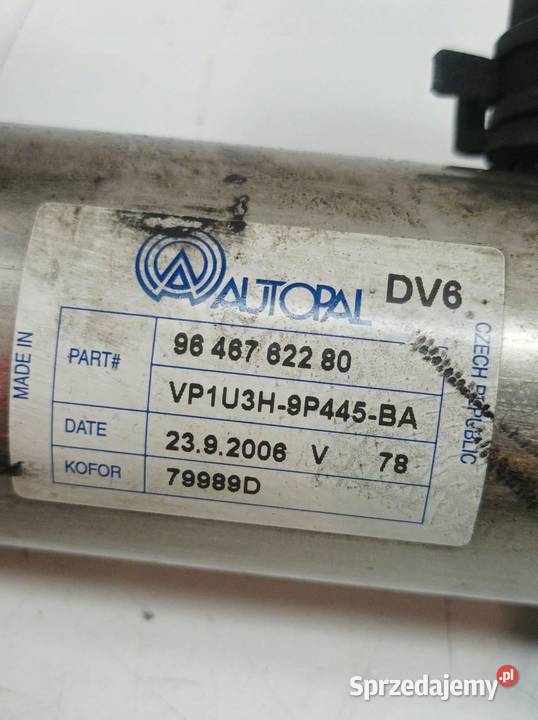 AUTOPAL DV6
MADE IN
PART# 96 467 622 80
VP1U3H-9P445-BA
DATE 23.9.2006 V 78
KOFOR 79989D
CZECH REPUBLIC
Sprzedajemy.pl